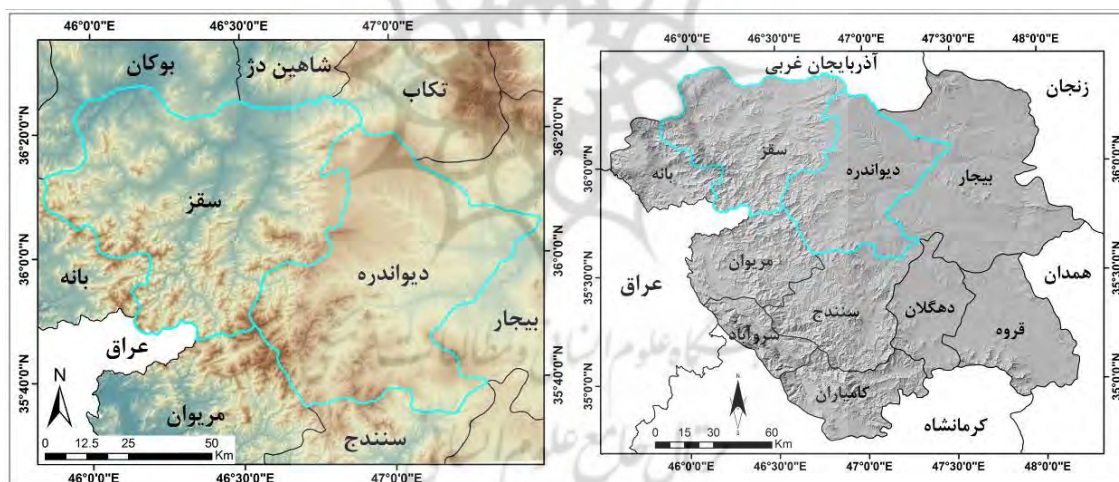 46°0'0"E
46°30'0"E
47°0'0"E
بوکان
شاهین دژ
تکاب
36°20'0"N
36°20'0"N
سقز
36°0'0"N
36°0'0"N
بانه
دیواندره
بیجار
عراق
35°40'0"N
35°40'0"N
N
مریوان
سنندج
0 12.5 25 50
Km
46°0'0"E
46°30'0"E
47°0'0"E
46°0'0"E
46°30'0"E
47°0'0"E
47°30'0"E
48°0'0"E
آذربایجان غربی
زنجان
36°0'0"N
36°0'0"N
سقز
بانه
دیواندره
بیجار
35°30'0"N
35°30'0"N
مریوان
همدان
عراق
سنندج
دهگلان
قروه
سروآباد
35°0'0"N
35°0'0"N
کامیاران
کرمانشاه
N
0 15 30 60
Km
46°0'0"E
46°30'0"E
47°0'0"E
47°30'0"E
48°0'0"E